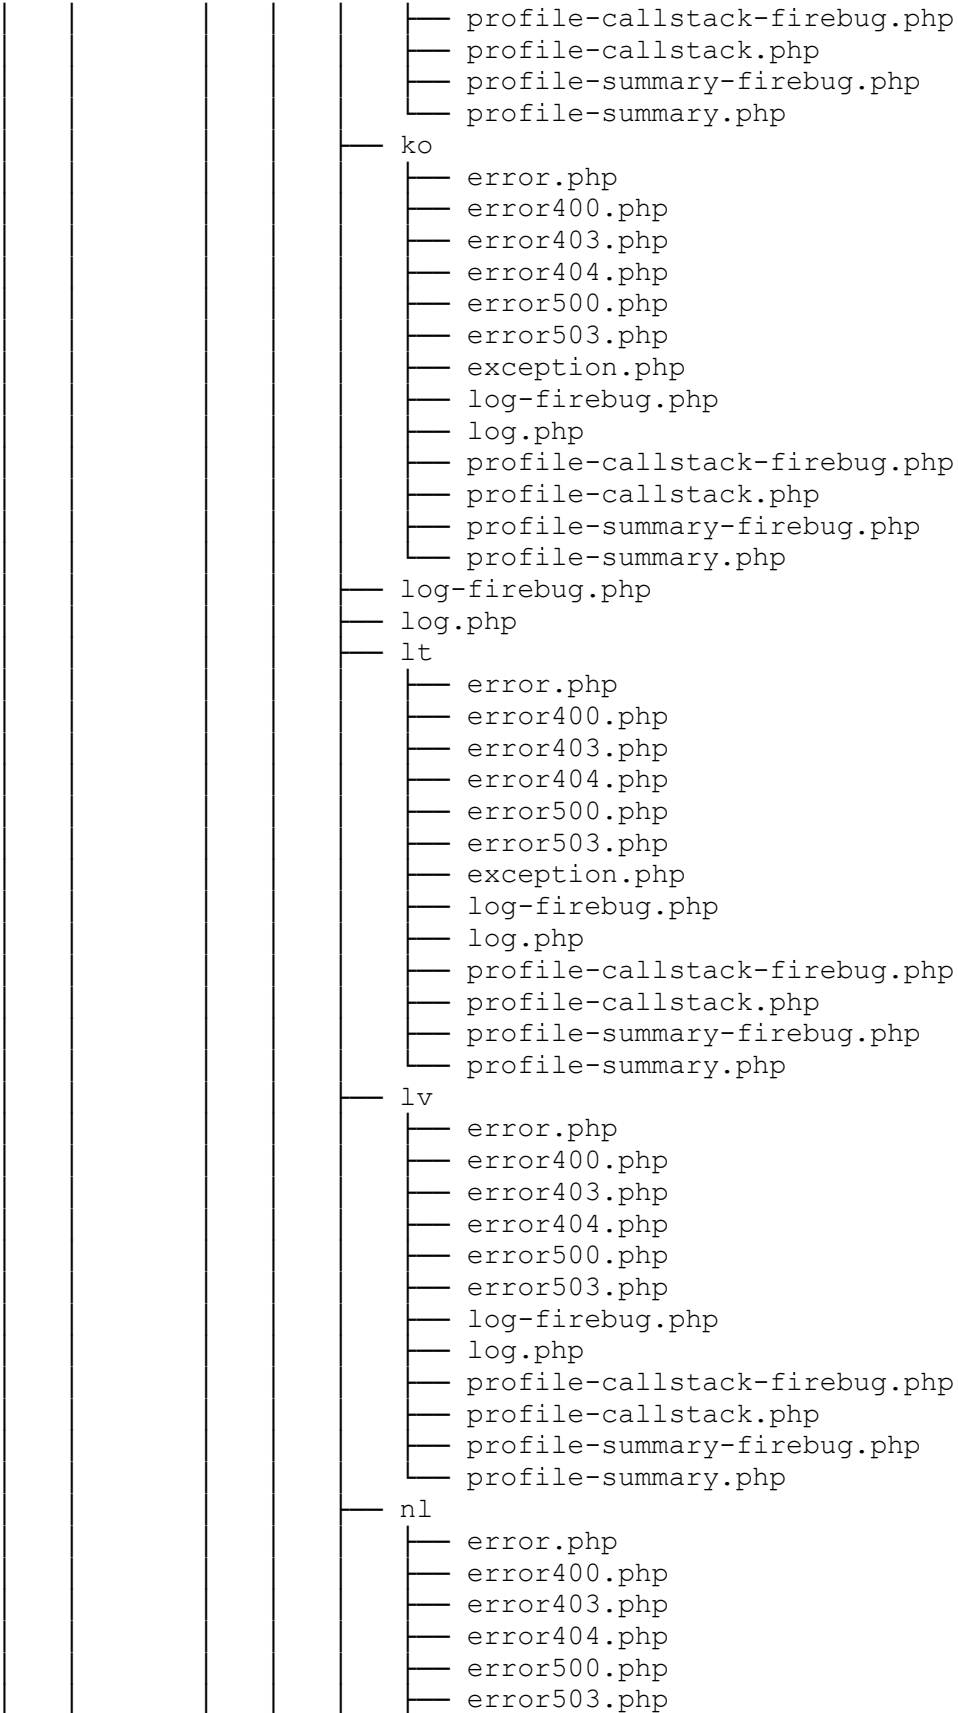 │   │       │   │   │   ├── profile-callstack-firebug.php
│   │       │   │   │   ├── profile-callstack.php
│   │       │   │   │   ├── profile-summary-firebug.php
│   │       │   │   │   └── profile-summary.php
│   │       │   │   ├── ko
│   │       │   │   │   ├── error.php
│   │       │   │   │   ├── error400.php
│   │       │   │   │   ├── error403.php
│   │       │   │   │   ├── error404.php
│   │       │   │   │   ├── error500.php
│   │       │   │   │   ├── error503.php
│   │       │   │   │   ├── exception.php
│   │       │   │   │   ├── log-firebug.php
│   │       │   │   │   ├── log.php
│   │       │   │   │   ├── profile-callstack-firebug.php
│   │       │   │   │   ├── profile-callstack.php
│   │       │   │   │   ├── profile-summary-firebug.php
│   │       │   │   │   └── profile-summary.php
│   │       │   │   ├── log-firebug.php
│   │       │   │   ├── log.php
│   │       │   │   ├── lt
│   │       │   │   │   ├── error.php
│   │       │   │   │   ├── error400.php
│   │       │   │   │   ├── error403.php
│   │       │   │   │   ├── error404.php
│   │       │   │   │   ├── error500.php
│   │       │   │   │   ├── error503.php
│   │       │   │   │   ├── exception.php
│   │       │   │   │   ├── log-firebug.php
│   │       │   │   │   ├── log.php
│   │       │   │   │   ├── profile-callstack-firebug.php
│   │       │   │   │   ├── profile-callstack.php
│   │       │   │   │   ├── profile-summary-firebug.php
│   │       │   │   │   └── profile-summary.php
│   │       │   │   ├── lv
│   │       │   │   │   ├── error.php
│   │       │   │   │   ├── error400.php
│   │       │   │   │   ├── error403.php
│   │       │   │   │   ├── error404.php
│   │       │   │   │   ├── error500.php
│   │       │   │   │   ├── error503.php
│   │       │   │   │   ├── log-firebug.php
│   │       │   │   │   ├── log.php
│   │       │   │   │   ├── profile-callstack-firebug.php
│   │       │   │   │   ├── profile-callstack.php
│   │       │   │   │   ├── profile-summary-firebug.php
│   │       │   │   │   └── profile-summary.php
│   │       │   │   ├── nl
│   │       │   │   │   ├── error.php
│   │       │   │   │   ├── error400.php
│   │       │   │   │   ├── error403.php
│   │       │   │   │   ├── error404.php
│   │       │   │   │   ├── error500.php
│   │       │   │   │   ├── error503.php